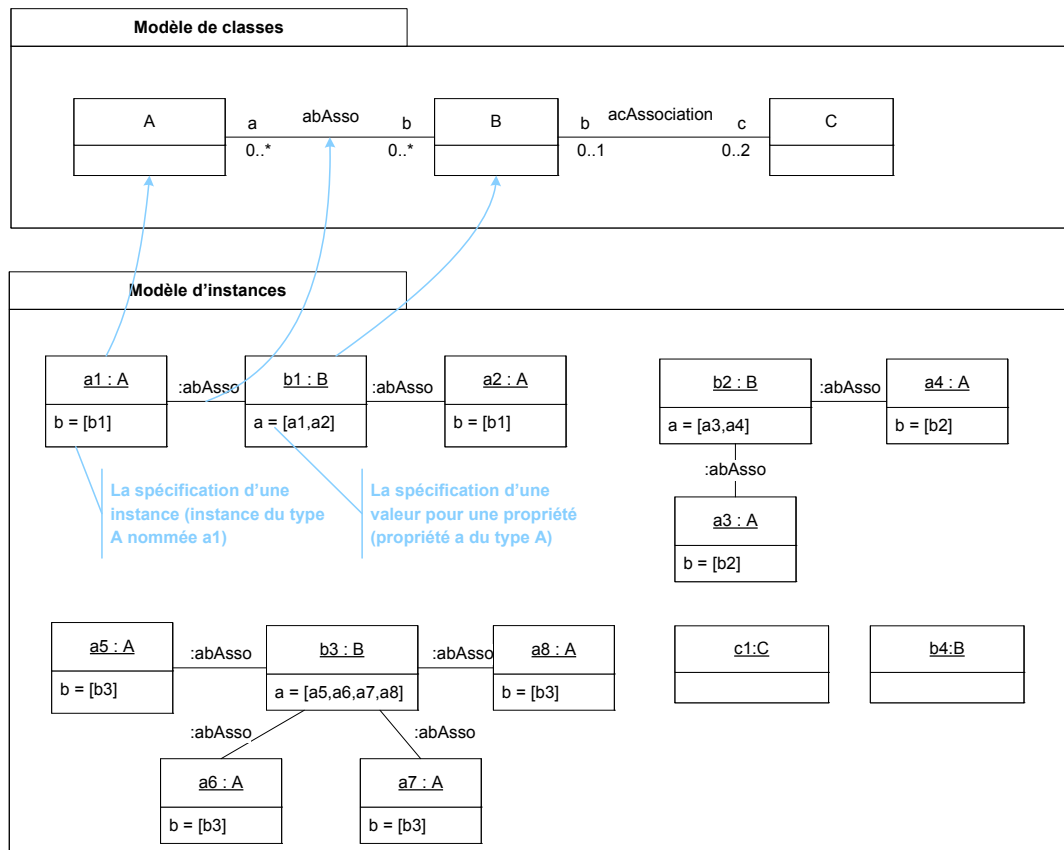 Modèle de classes
A
a
abAsso
b
B
b
acAssociation
c
C
0..*
0..*
0..1
0..2
Modèle d'instances
a1 : A
:abAsso
b1 : B
:abAsso
a2 : A
b2 : B
:abAsso
a4 : A
b = [b1]
a = [a1,a2]
b = [b1]
a = [a3,a4]
b = [b2]
:abAsso
La spécification d'une
instance (instance du type
A nommée a1)
La spécification d'une
valeur pour une propriété
(propriété a du type A)
a3 : A
b = [b2]
a5 : A
:abAsso
b3 : B
:abAsso
a8 : A
c1:C
b4:B
b = [b3]
a = [a5,a6,a7,a8]
b = [b3]
:abAsso
:abAsso
a6 : A
a7 : A
b = [b3]
b = [b3]